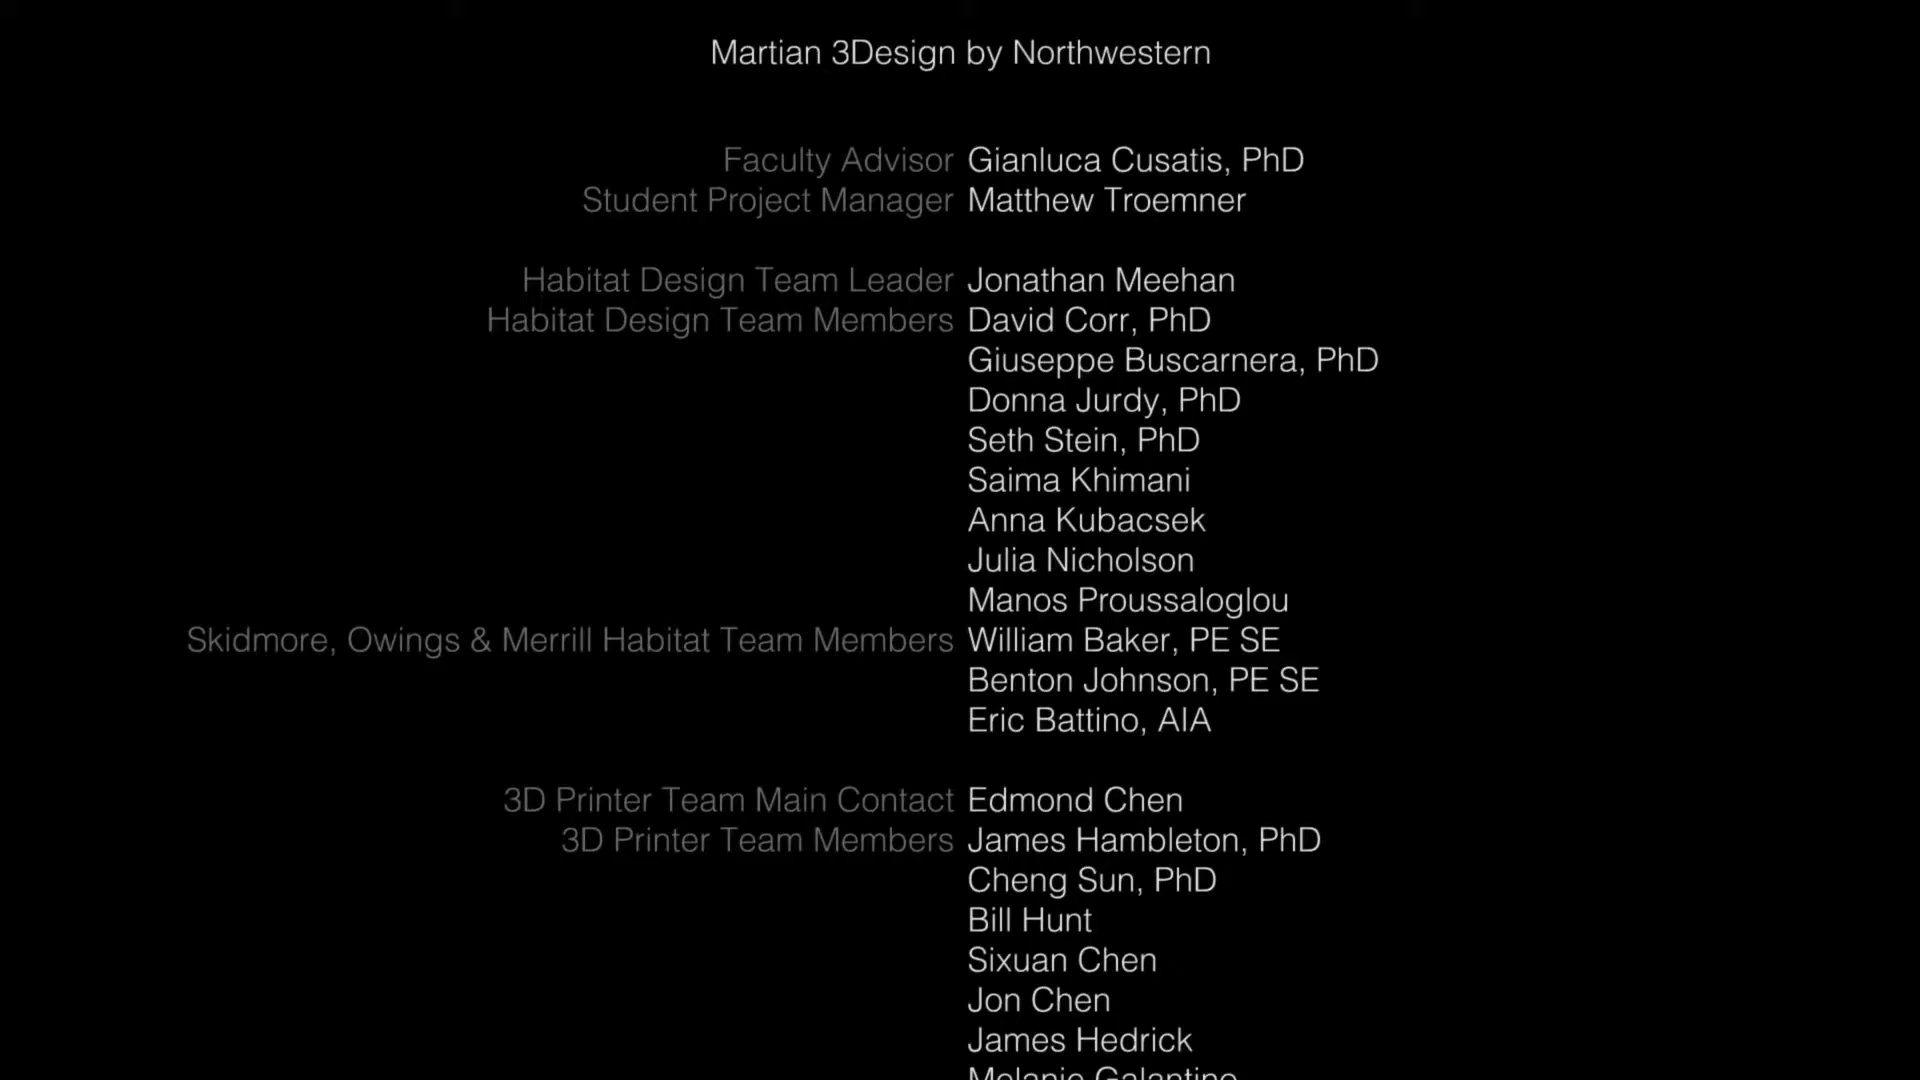 Martian 3Design by Northwestern
Faculty Advisor Gianluca Cusatis, PhD
Student Project Manager Matthew Troemner
Habitat Design Team Leader Jonathan Meehan
Habitat Design Team Members David Corr, PhD
Giuseppe Buscarnera, PhD
Donna Jurdy, PhD
Seth Stein, PhD
Saima Khimani
Anna Kubacsek
Julia Nicholson
Manos Proussaloglou
Skidmore, Owings & Merrill Habitat Team Members William Baker, PE SE
Benton Johnson, PE SE
Eric Battino, AIA
3D Printer Team Main Contact Edmond Chen
3D Printer Team Members James Hambleton, PhD
Cheng Sun, PhD
Bill Hunt
Sixuan Chen
Jon Chen
James Hedrick
Melanie Galantino